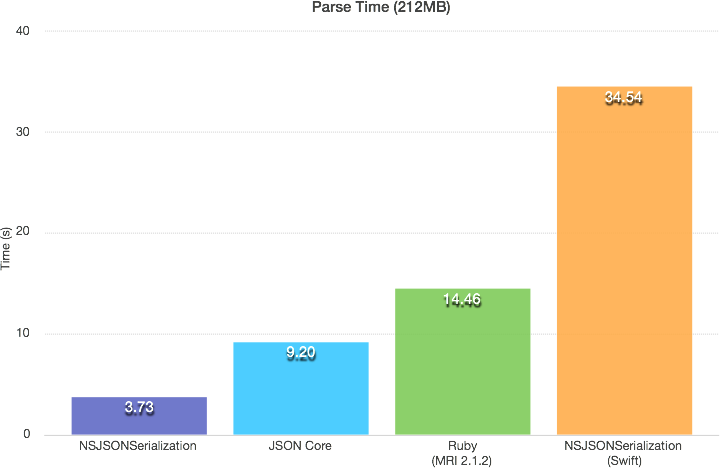 Parse Time (212MB)
40
30
20
10
0
Time (s)
3.73
9.20
14.46
34.54
NSJSONSerialization
JSON Core
Ruby
(MRI 2.1.2)
NSJSONSerialization
(Swift)